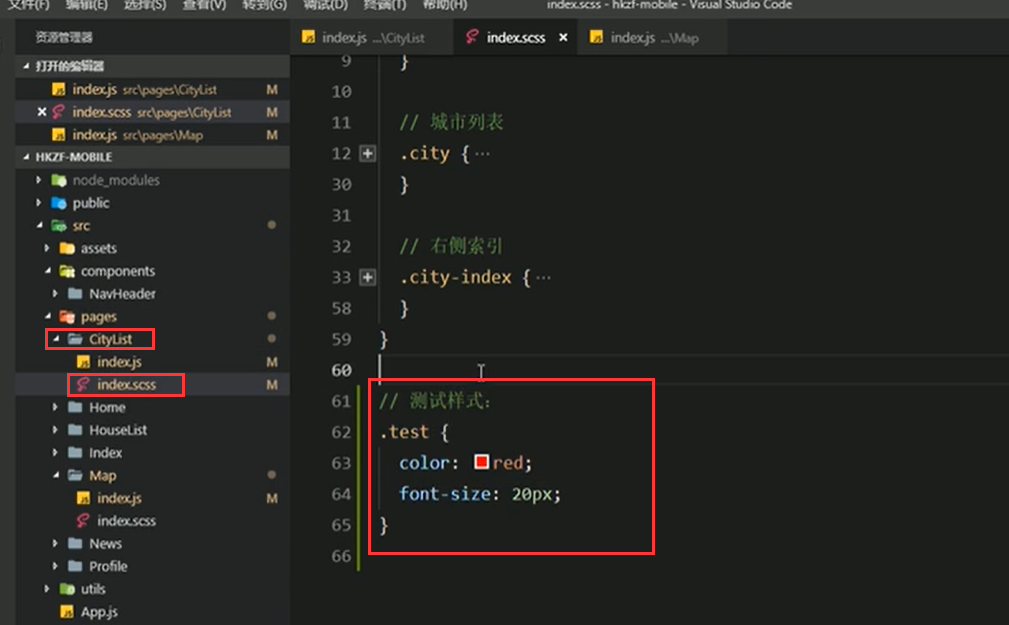 文件(F) 编辑(E) 选择(S) 查看(V) 转到(G) 调试(D) 终端(T) 帮助(H) index.scss - hkzf-mobile - Visual Studio Code
资源管理器
index.js ...\CityList index.scss × index.js ...\Map
打开的编辑器
index.js src\pages\CityList M
× index.scss src\pages\CityList M
index.js src\pages\Map M
HKZF-MOBILE
node_modules
public
src
assets
components
NavHeader
pages
CityList
index.js M
index.scss M
Home
HouseList
Index
Map
index.js M
index.scss
News
Profile
utils
App.js
9 }
10
11 // 城市列表
12 .city { ...
30 }
31
32 // 右侧索引
33 .city-index { ...
58 }
59 }
60
61 // 测试样式:
62 .test {
63 color: red;
64 font-size: 20px;
65 }
66